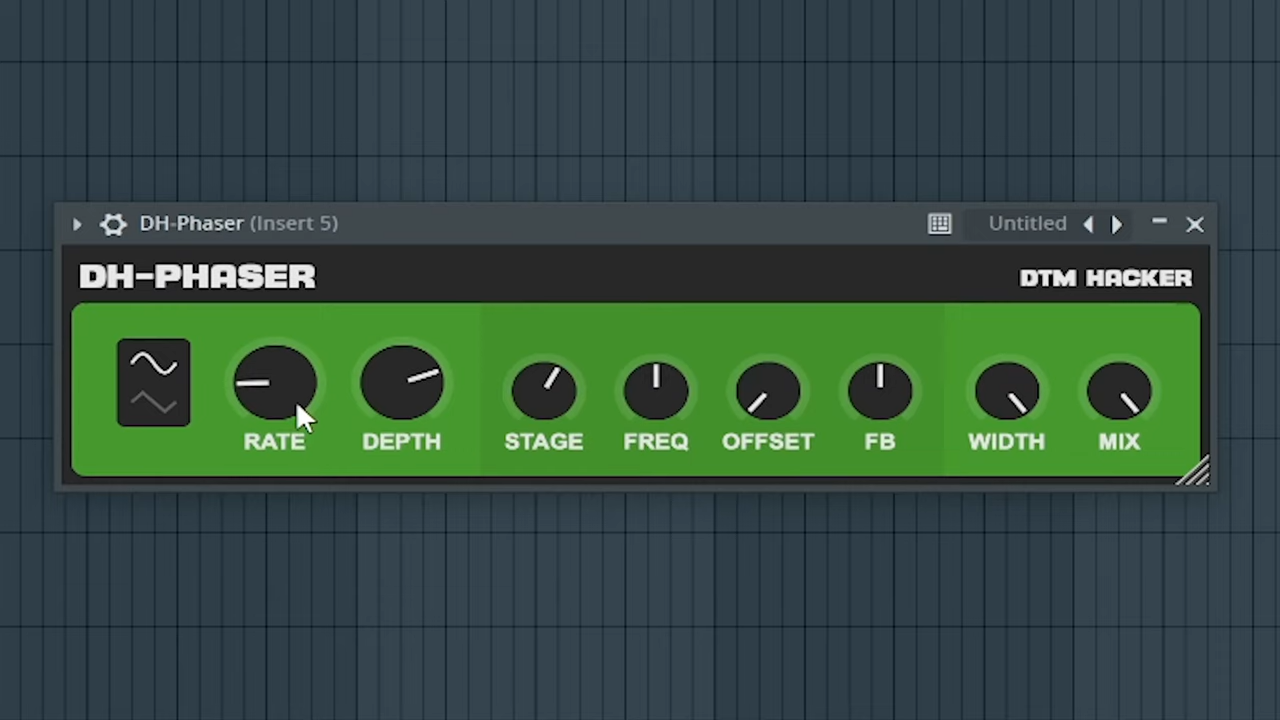 DH-Phaser (Insert 5)
Untitled
DH-PHASER
DTM HACKER
RATE
DEPTH
STAGE
FREQ
OFFSET
FB
WIDTH
MIX